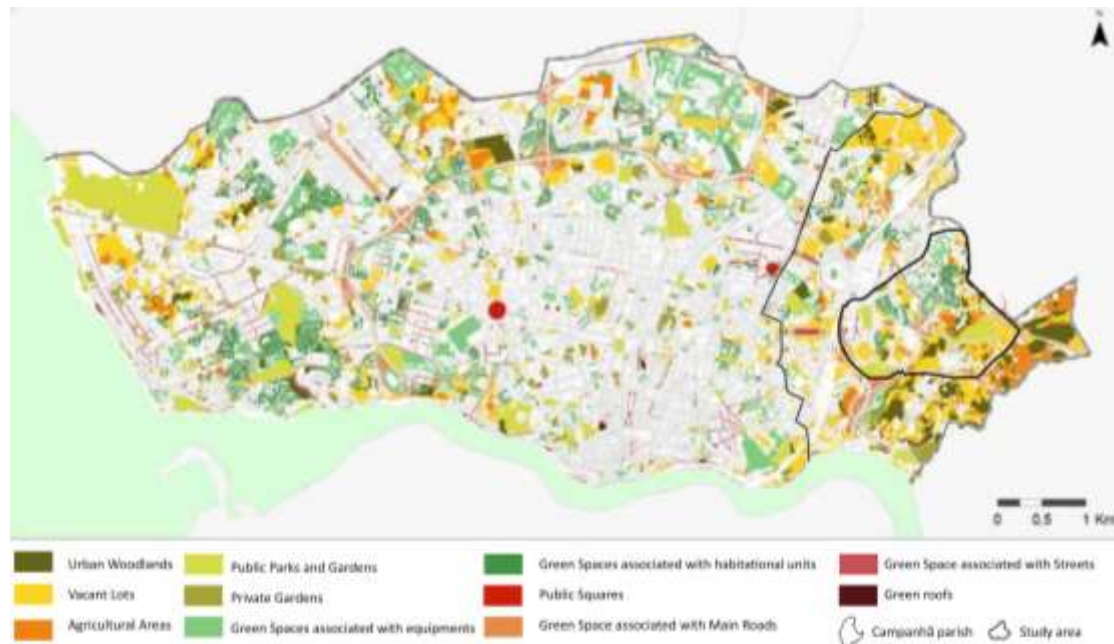 N
0 0.5 1 Km
Urban Woodlands
Public Parks and Gardens
Green Spaces associated with habitational units
Green Space associated with Streets
Vacant Lots
Private Gardens
Public Squares
Green roofs
Agricultural Areas
Green Spaces associated with equipments
Green Space associated with Main Roads
Campanhã parish
Study area